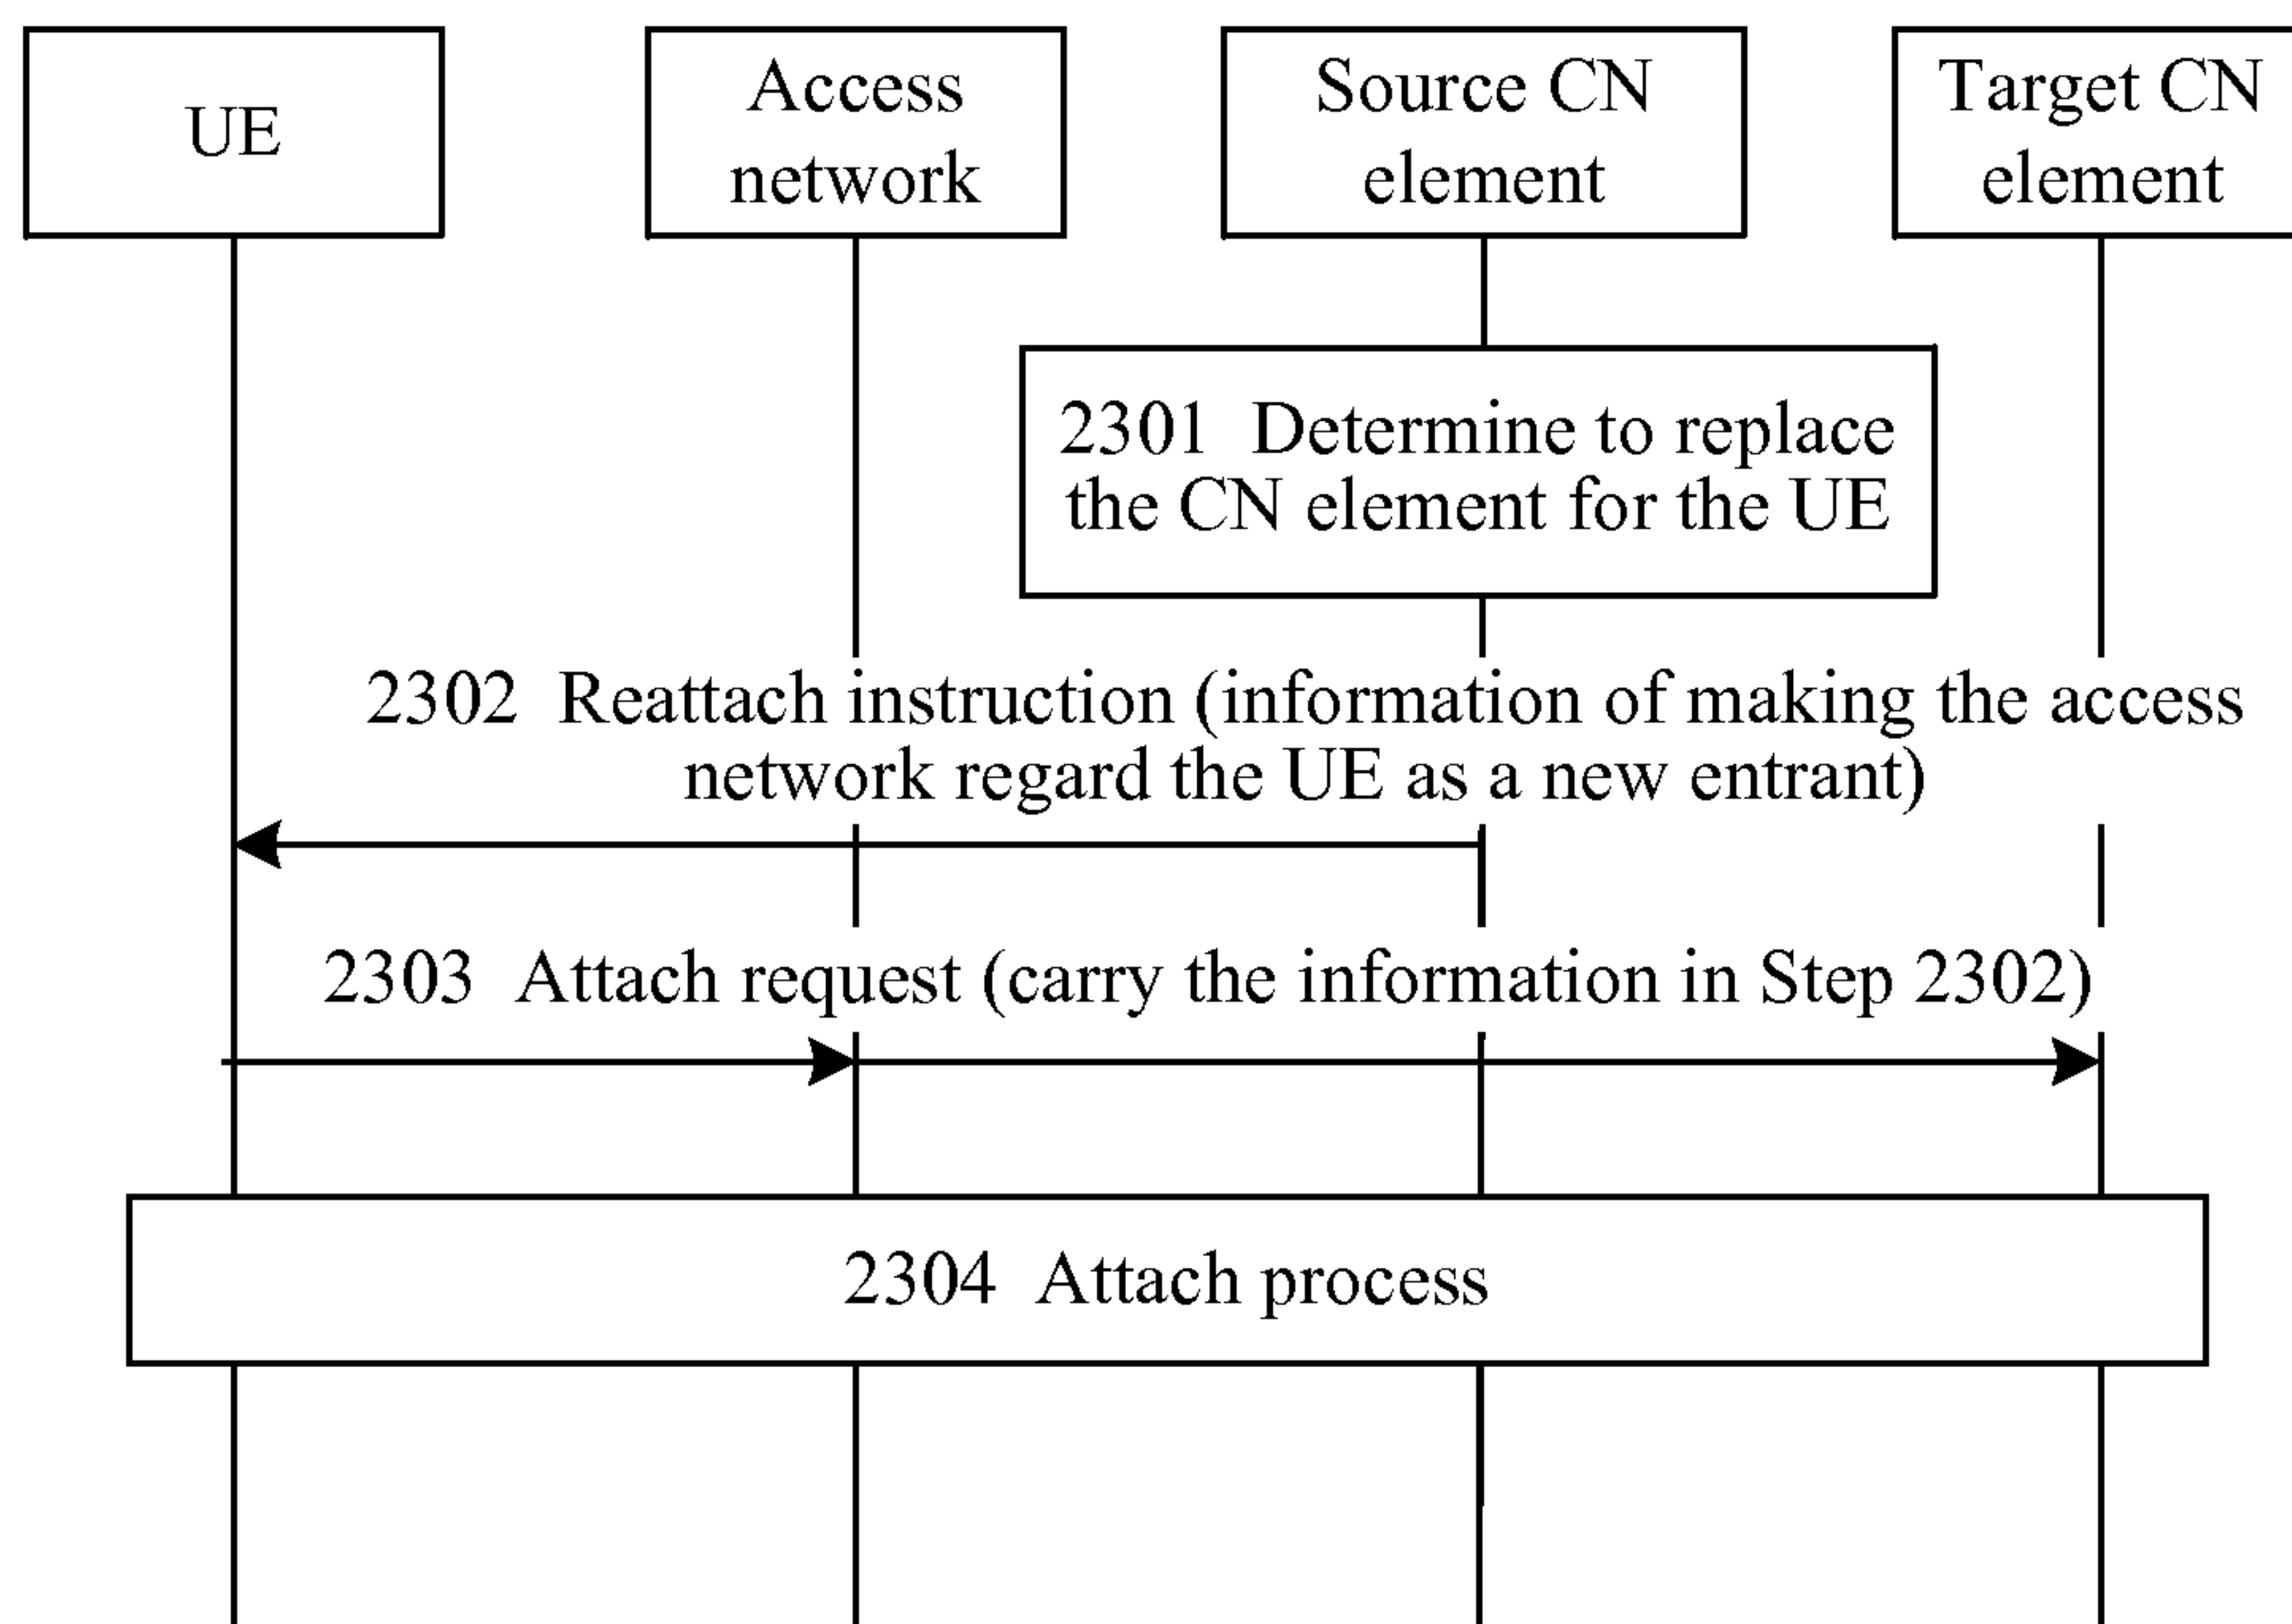 UE
Access
network
Source CN
element
Target CN
element
2301 Determine to replace
the CN element for the UE
2302 Reattach instruction (information of making the access
network regard the UE as a new entrant)
2303 Attach request (carry the information in Step 2302)
2304 Attach process